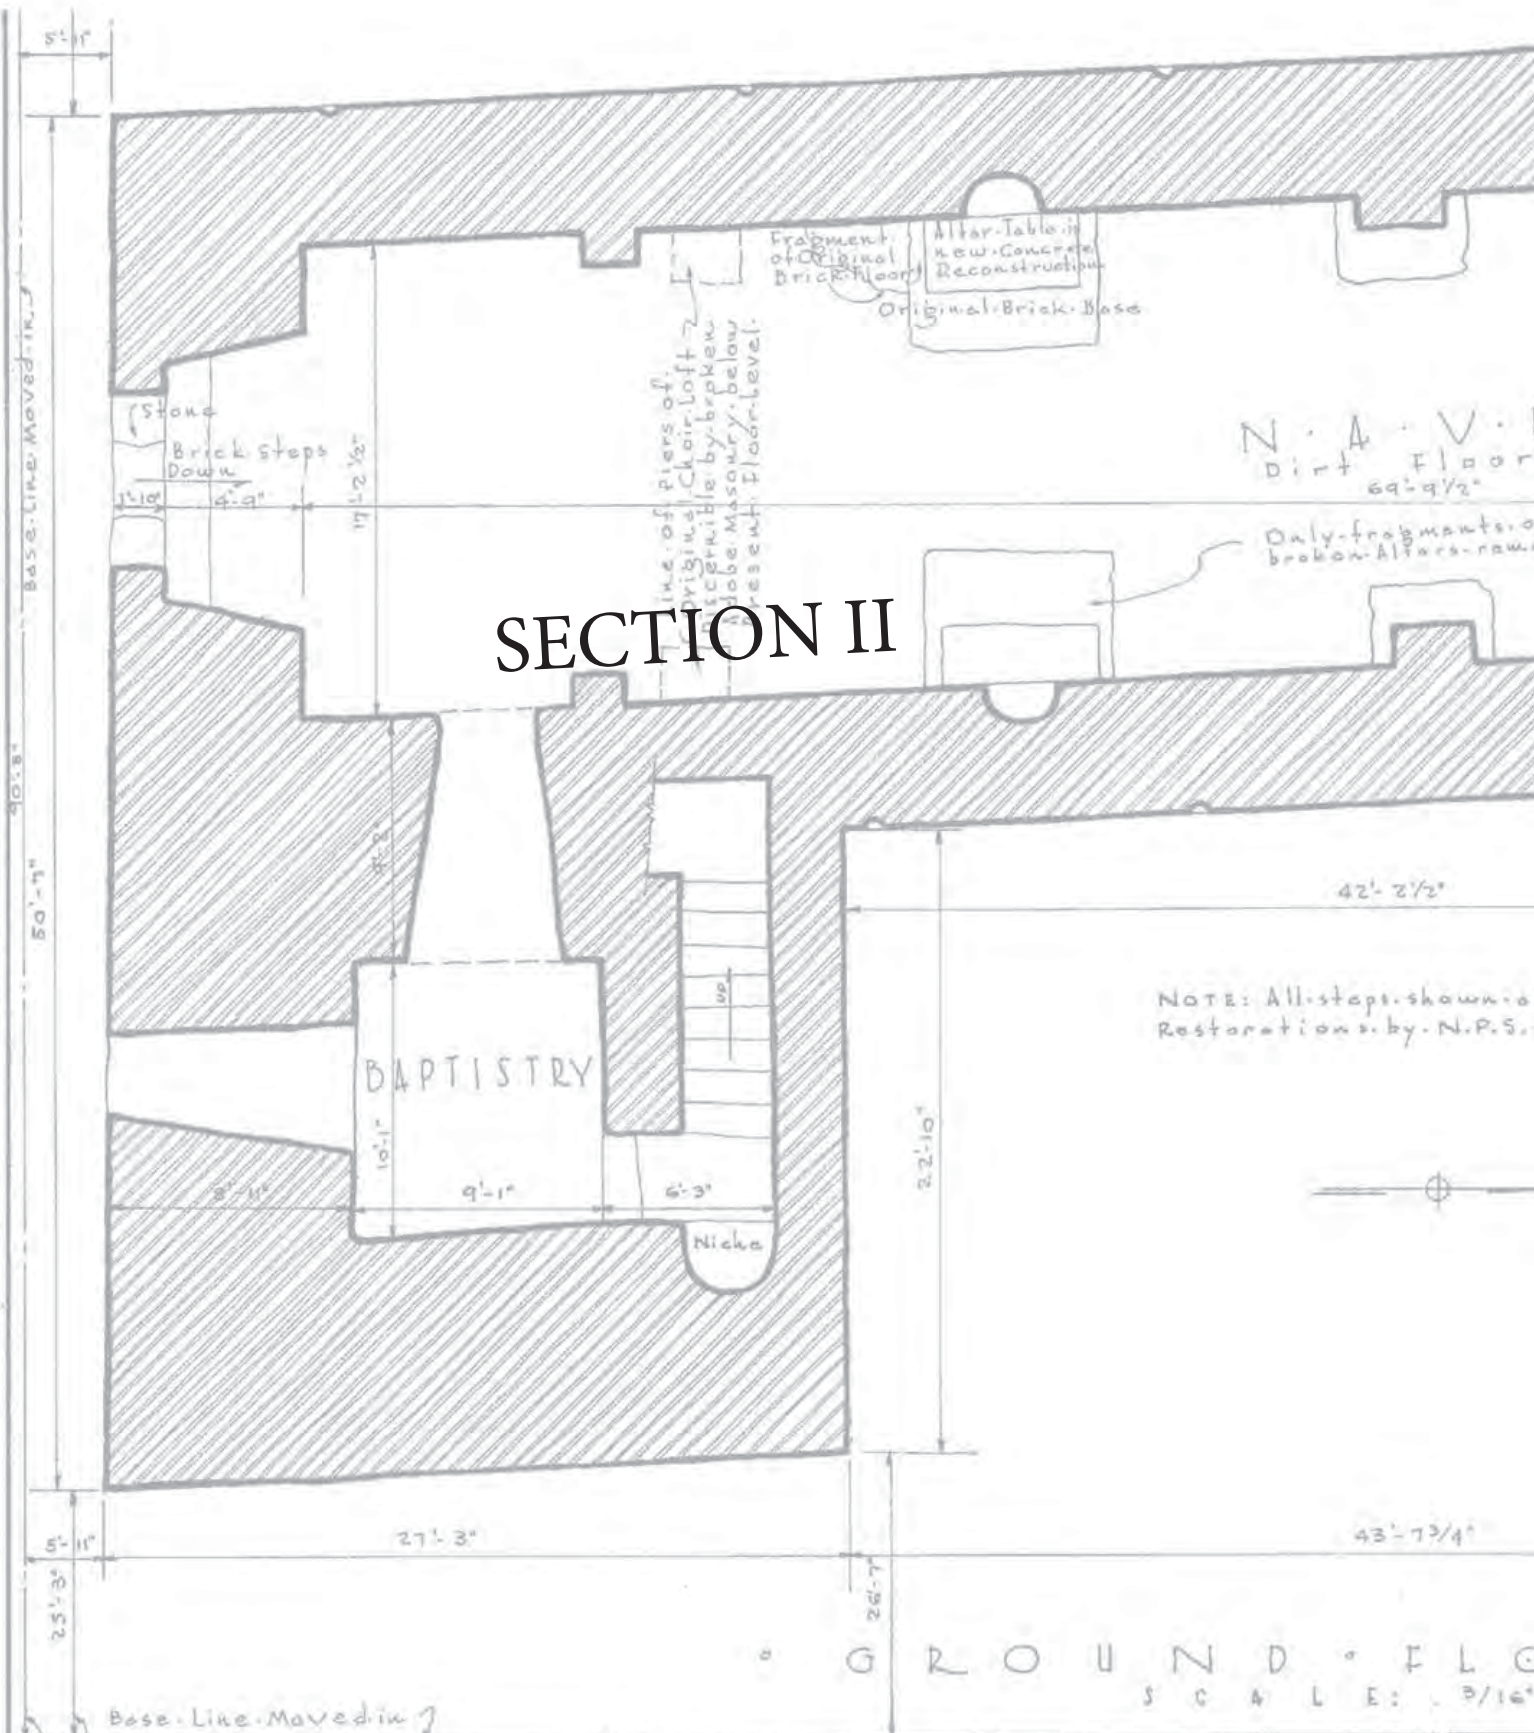 5'-11"
Base.Line.Moved.in.
90'-8"
50'-7"
Fragment
of Original
Brick.Floor
Altar.Table.is
new.Concrete
Reconstruction
Original.Brick.Base
Stone
Brick Steps
Down
1'-10"
4'-9"
17'-2 1/2"
Line.of.Piers of.
Original.Choir.Loft
Discernible.by.broken
Adobe.Masonry.below
Present.Floor.Level.
N . A . V .
Dirt Floor
69'-9 1/2"
Only.fragments.
broken.Altars.
SECTION II
9'-2"
42'-2 1/2"
UP
NOTE: All.steps.shown.
Restorations.by.N.P.S.
BAPTISTRY
10'-1"
22'-10"
8'-11"
9'-1"
6'-3"
Niche
5'-11"
27'-3"
43'-7 3/4"
26'-7"
. GROUND . FL
SCALE: . 3/16"
Base.Line.Moved.in